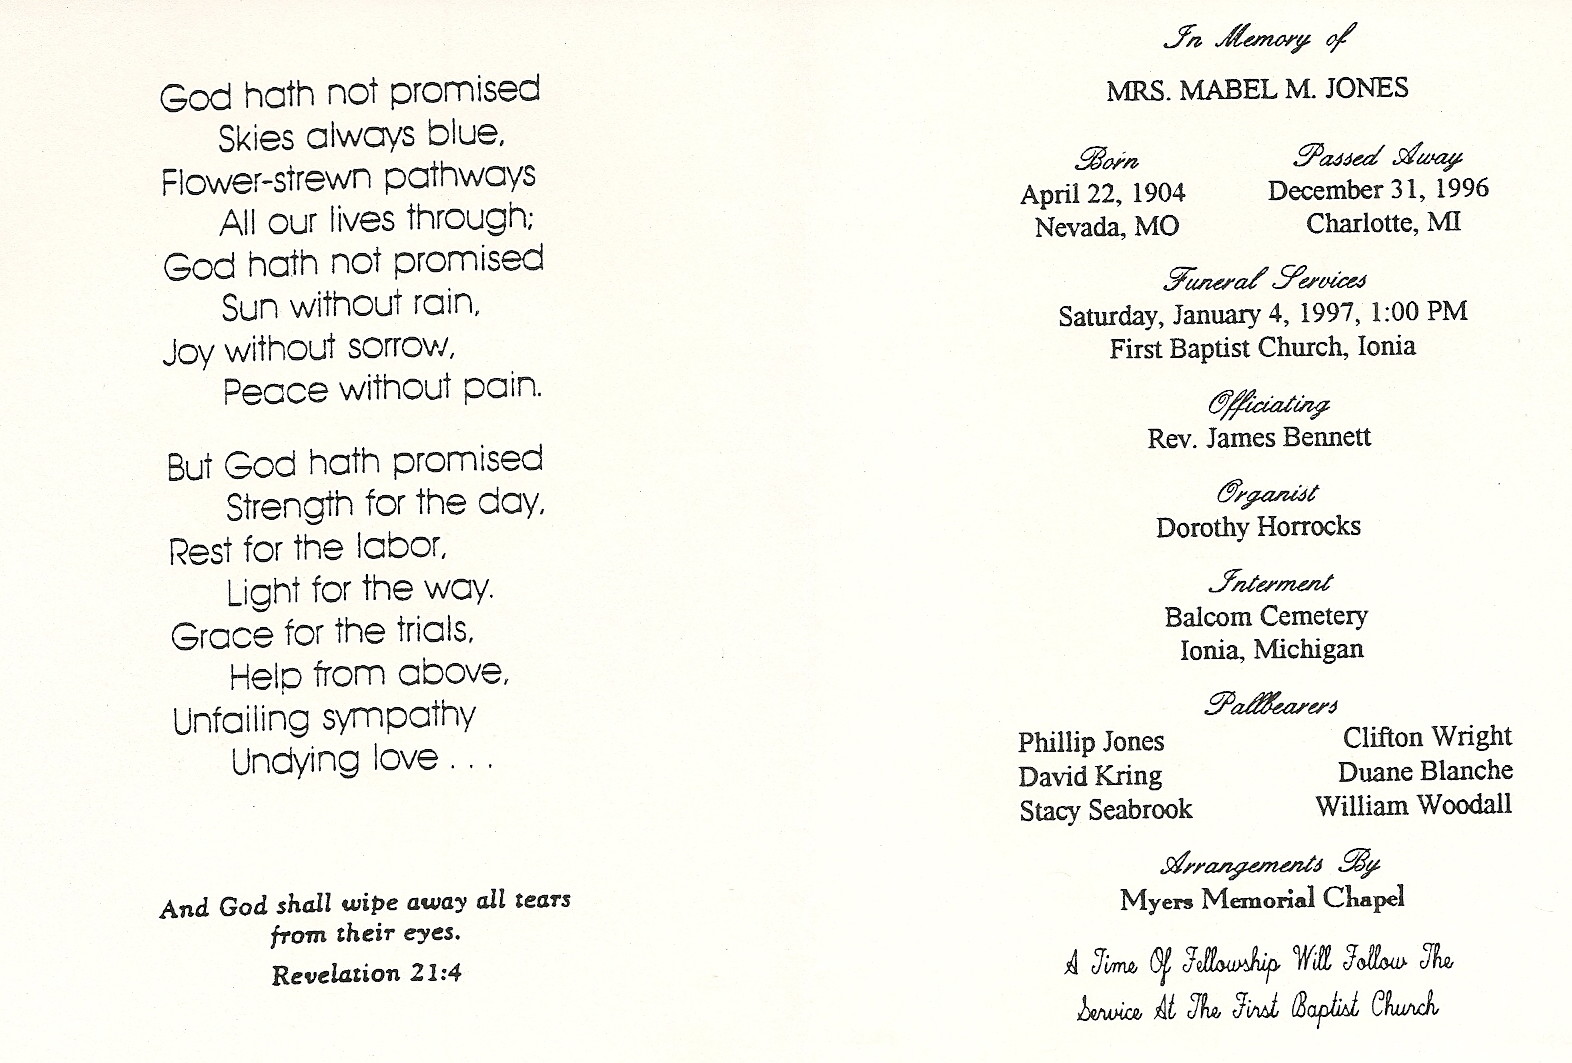 God hath not promised
Skies always blue,
Flower-strewn pathways
All our lives through;
God hath not promised
Sun without rain,
Joy without sorrow,
Peace without pain.
But God hath promised
Strength for the day,
Rest for the labor,
Light for the way.
Grace for the trials,
Help from above,
Unfailing sympathy
Undying love . . .
And God shall wipe away all tears
from their eyes.
Revelation 21:4
In Memory of
MRS. MABEL M. JONES
Born
April 22, 1904
Nevada, MO
Passed Away
December 31, 1996
Charlotte, MI
Funeral Services
Saturday, January 4, 1997, 1:00 PM
First Baptist Church, Ionia
Officiating
Rev. James Bennett
Organist
Dorothy Horrocks
Interment
Balcom Cemetery
Ionia, Michigan
Pallbearers
Phillip Jones
David Kring
Stacy Seabrook
Clifton Wright
Duane Blanche
William Woodall
Arrangements By
Myers Memorial Chapel
A Time Of Fellowship Will Follow The
Service At The First Baptist Church